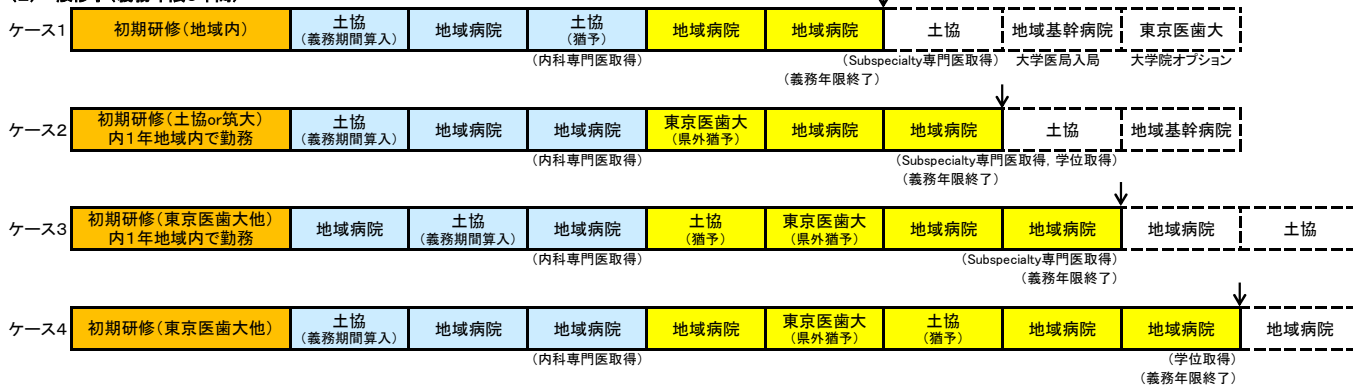 ケース1
初期研修(地域内)
土協
(義務期間算入)
地域病院
土協
(猶予)
地域病院
地域病院
土協
地域基幹病院
東京医歯大
(内科専門医取得)
(Subspecialty専門医取得)
大学医局入局
大学院オプション
(義務年限終了)
ケース2
初期研修(土協or筑大)
内1年地域内で勤務
土協
(義務期間算入)
地域病院
地域病院
東京医歯大
(県外猶予)
地域病院
地域病院
土協
地域基幹病院
(内科専門医取得)
(Subspecialty専門医取得, 学位取得)
(義務年限終了)
ケース3
初期研修(東京医歯大他)
内1年地域内で勤務
地域病院
土協
(義務期間算入)
地域病院
土協
(猶予)
東京医歯大
(県外猶予)
地域病院
地域病院
地域病院
土協
(内科専門医取得)
(Subspecialty専門医取得)
(義務年限終了)
ケース4
初期研修(東京医歯大他)
土協
(義務期間算入)
地域病院
地域病院
地域病院
東京医歯大
(県外猶予)
土協
(猶予)
地域病院
地域病院
地域病院
(内科専門医取得)
(学位取得)
(義務年限終了)